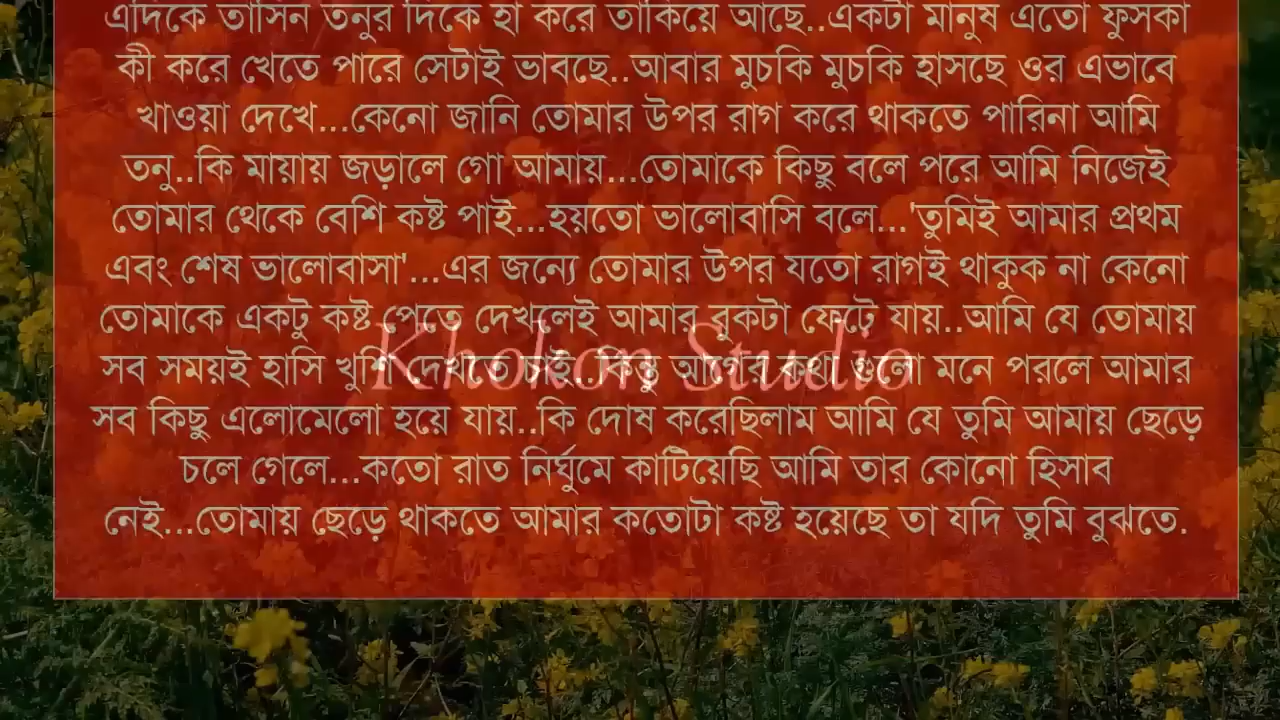 এদিকে তাসিন তনুর দিকে হা করে তাকিয়ে আছে..একটা মানুষ এতো ফুসকা
কী করে খেতে পারে সেটাই ভাবছে..আবার মুচকি মুচকি হাসছে ওর এভাবে
খাওয়া দেখে...কেনো জানি তোমার উপর রাগ করে থাকতে পারিনা আমি
তনু..কি মায়ায় জড়ালে গো আমায়...তোমাকে কিছু বলে পরে আমি নিজেই
তোমার থেকে বেশি কষ্ট পাই...হয়তো ভালোবাসি বলে...'তুমিই আমার প্রথম
এবং শেষ ভালোবাসা'...এর জন্যে তোমার উপর যতো রাগই থাকুক না কেনো
তোমাকে একটু কষ্ট পেতে দেখলেই আমার বুকটা ফেটে যায়..আমি যে তোমায়
সব সময়ই হাসি খুশি দেখতে চাই..কিন্তু আগের কথা গুলো মনে পরলে আমার
Khokon Studio
সব কিছু এলোমেলো হয়ে যায়..কি দোষ করেছিলাম আমি যে তুমি আমায় ছেড়ে
চলে গেলে...কতো রাত নির্ঘুমে কাটিয়েছি আমি তার কোনো হিসাব
নেই...তোমায় ছেড়ে থাকতে আমার কতোটা কষ্ট হয়েছে তা যদি তুমি বুঝতে.